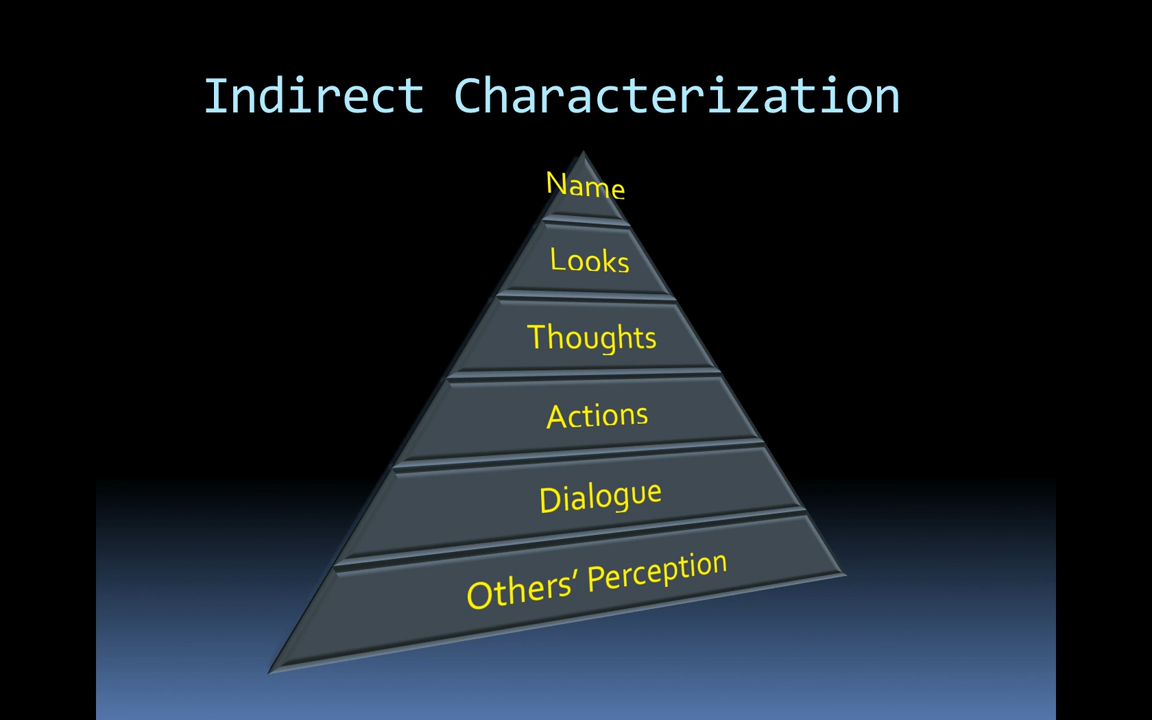 Indirect Characterization
Name
Looks
Thoughts
Actions
Dialogue
Others’ Perception